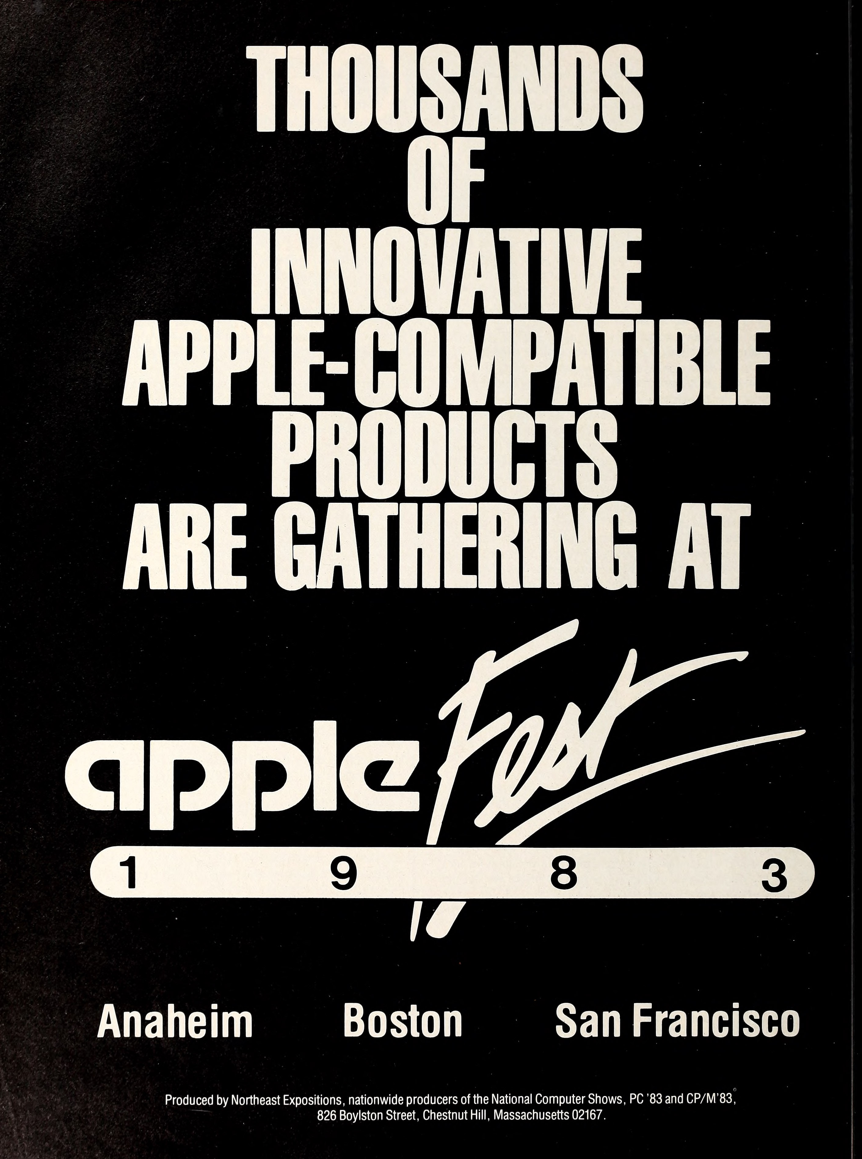 THOUSANDS
OF
INNOVATIVE
APPLE-COMPATIBLE
PRODUCTS
ARE GATHERING AT
apple Fest
1 9 8 3
Anaheim Boston San Francisco
Produced by Northeast Expositions, nationwide producers of the National Computer Shows, PC '83 and CP/M '83,
826 Boylston Street, Chestnut Hill, Massachusetts 02167.